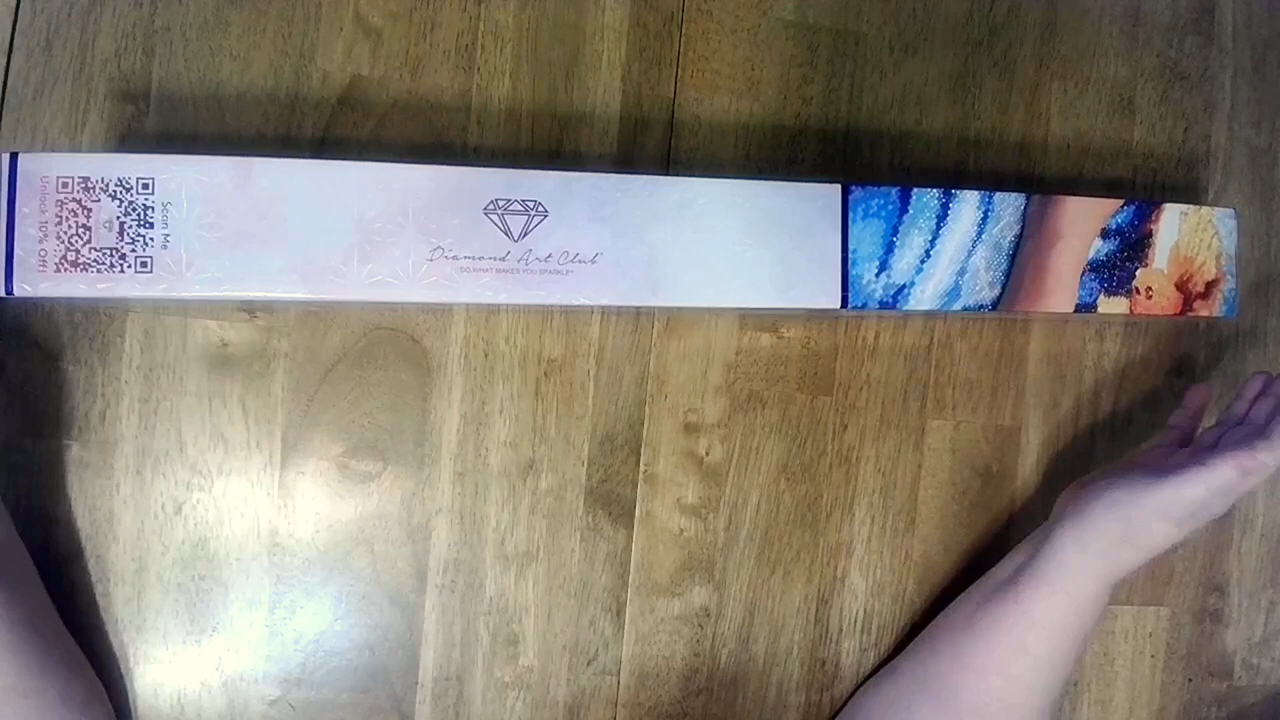 Scan Me
Unlock 10% Off!
Diamond Art Club®
DO WHAT MAKES YOU SPARKLE®